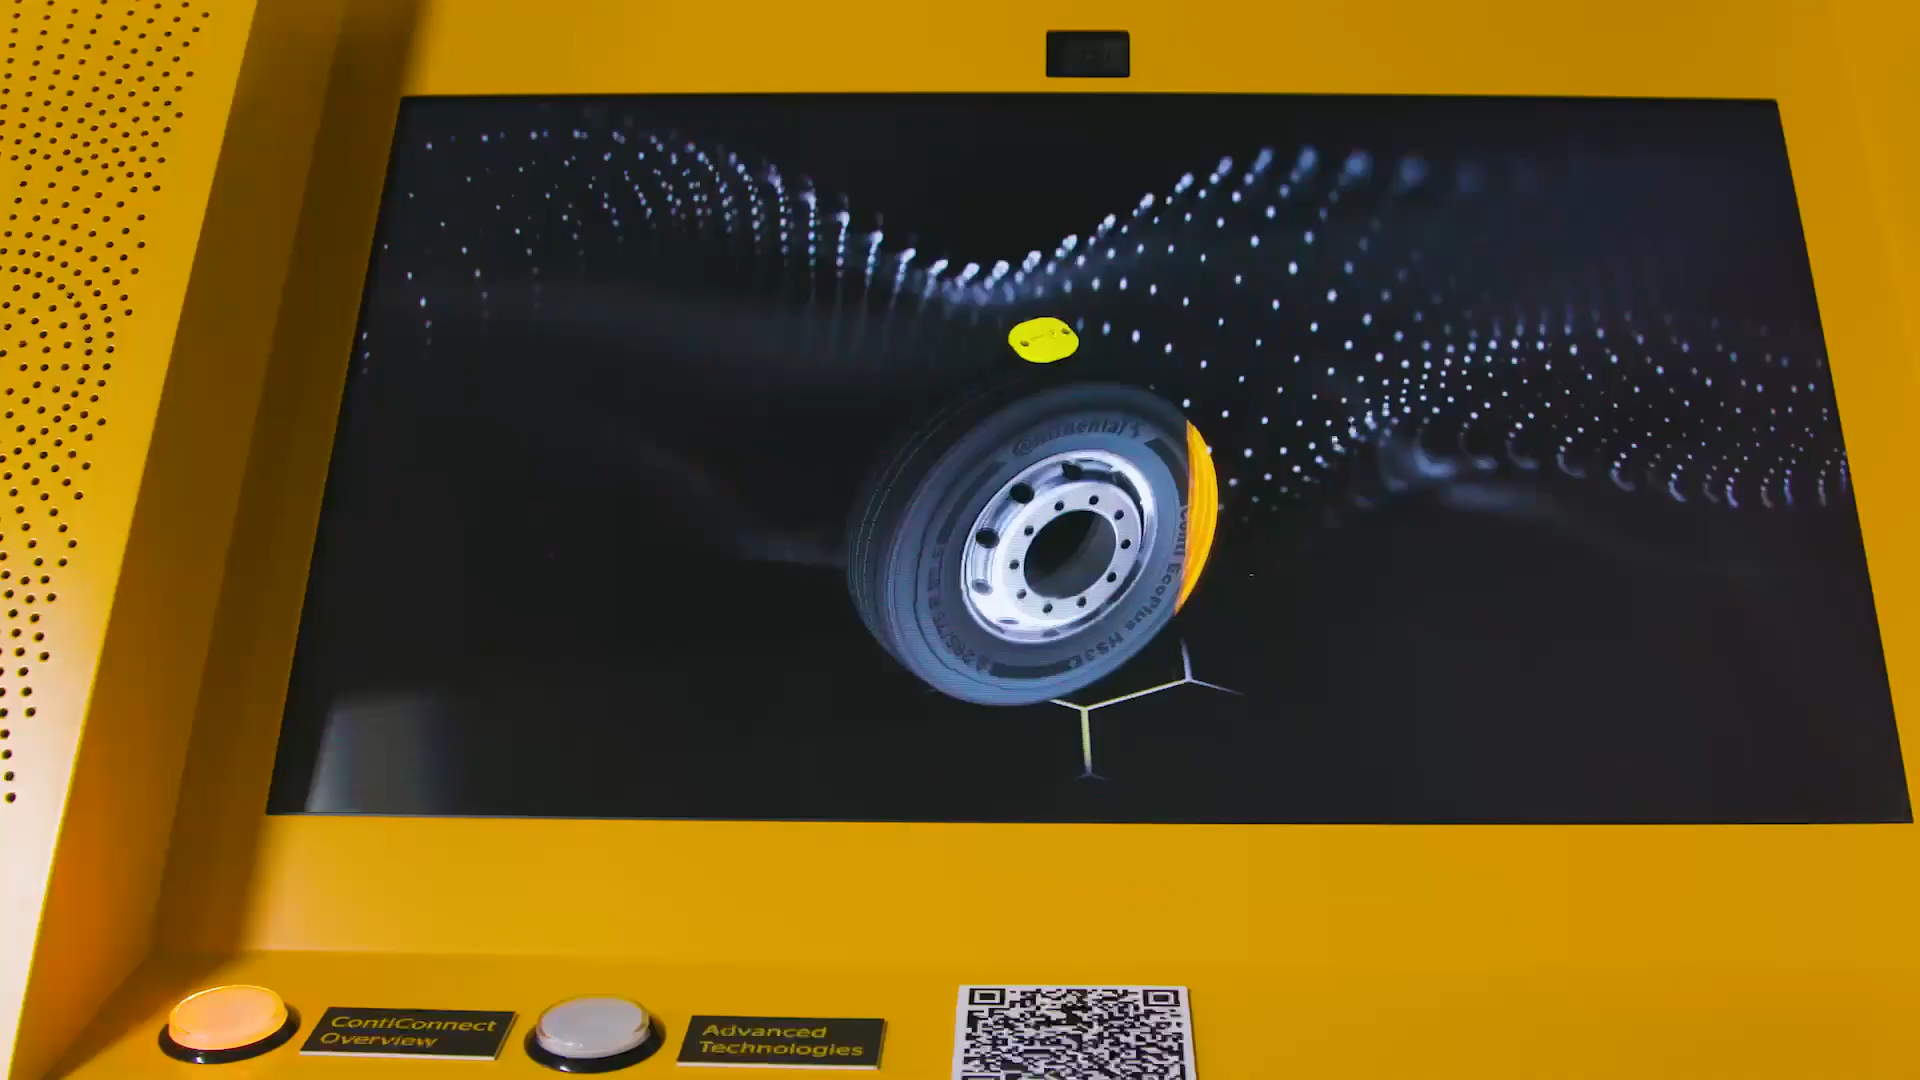 Continental
Conti EcoPlus HS3+
ContiConnect
Overview
Advanced
Technologies